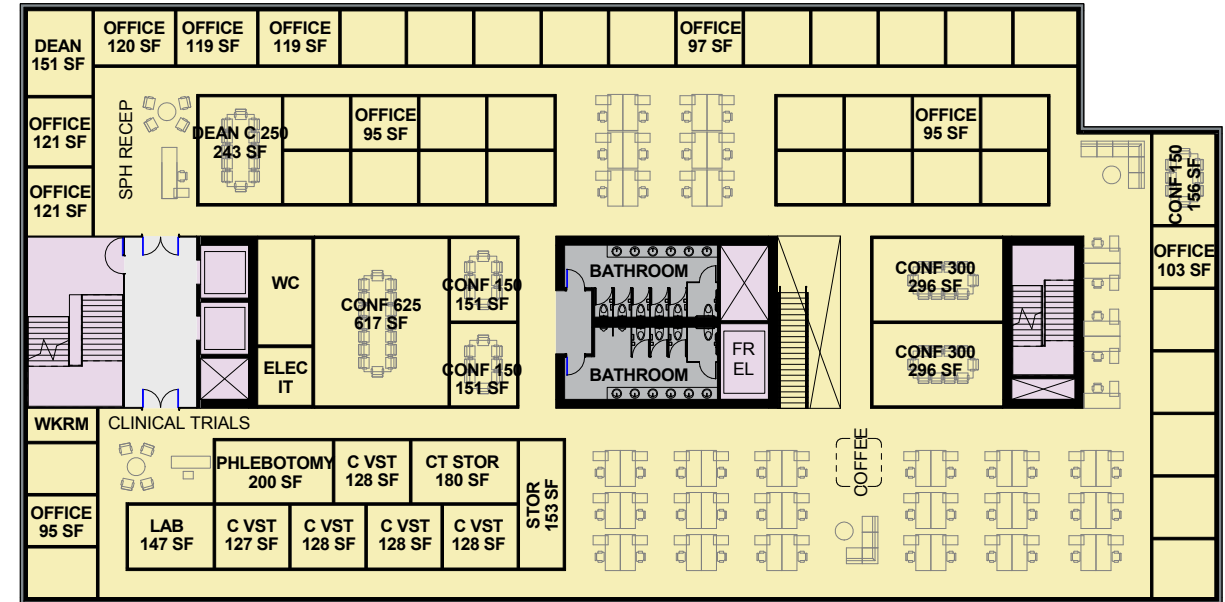 DEAN
151 SF
OFFICE
120 SF
OFFICE
119 SF
OFFICE
119 SF
OFFICE
97 SF
OFFICE
121 SF
OFFICE
121 SF
SPH RECEP
DEAN C 250
243 SF
OFFICE
95 SF
OFFICE
95 SF
CONF 150
156 SF
OFFICE
103 SF
WC
ELEC
IT
CONF 625
617 SF
CONF 150
151 SF
CONF 150
151 SF
BATHROOM
BATHROOM
FR
EL
CONF 300
296 SF
CONF 300
296 SF
WKRM
CLINICAL TRIALS
OFFICE
95 SF
PHLEBOTOMY
200 SF
C VST
128 SF
CT STOR
180 SF
STOR
153 SF
LAB
147 SF
C VST
127 SF
C VST
128 SF
C VST
128 SF
C VST
128 SF
COFFEE